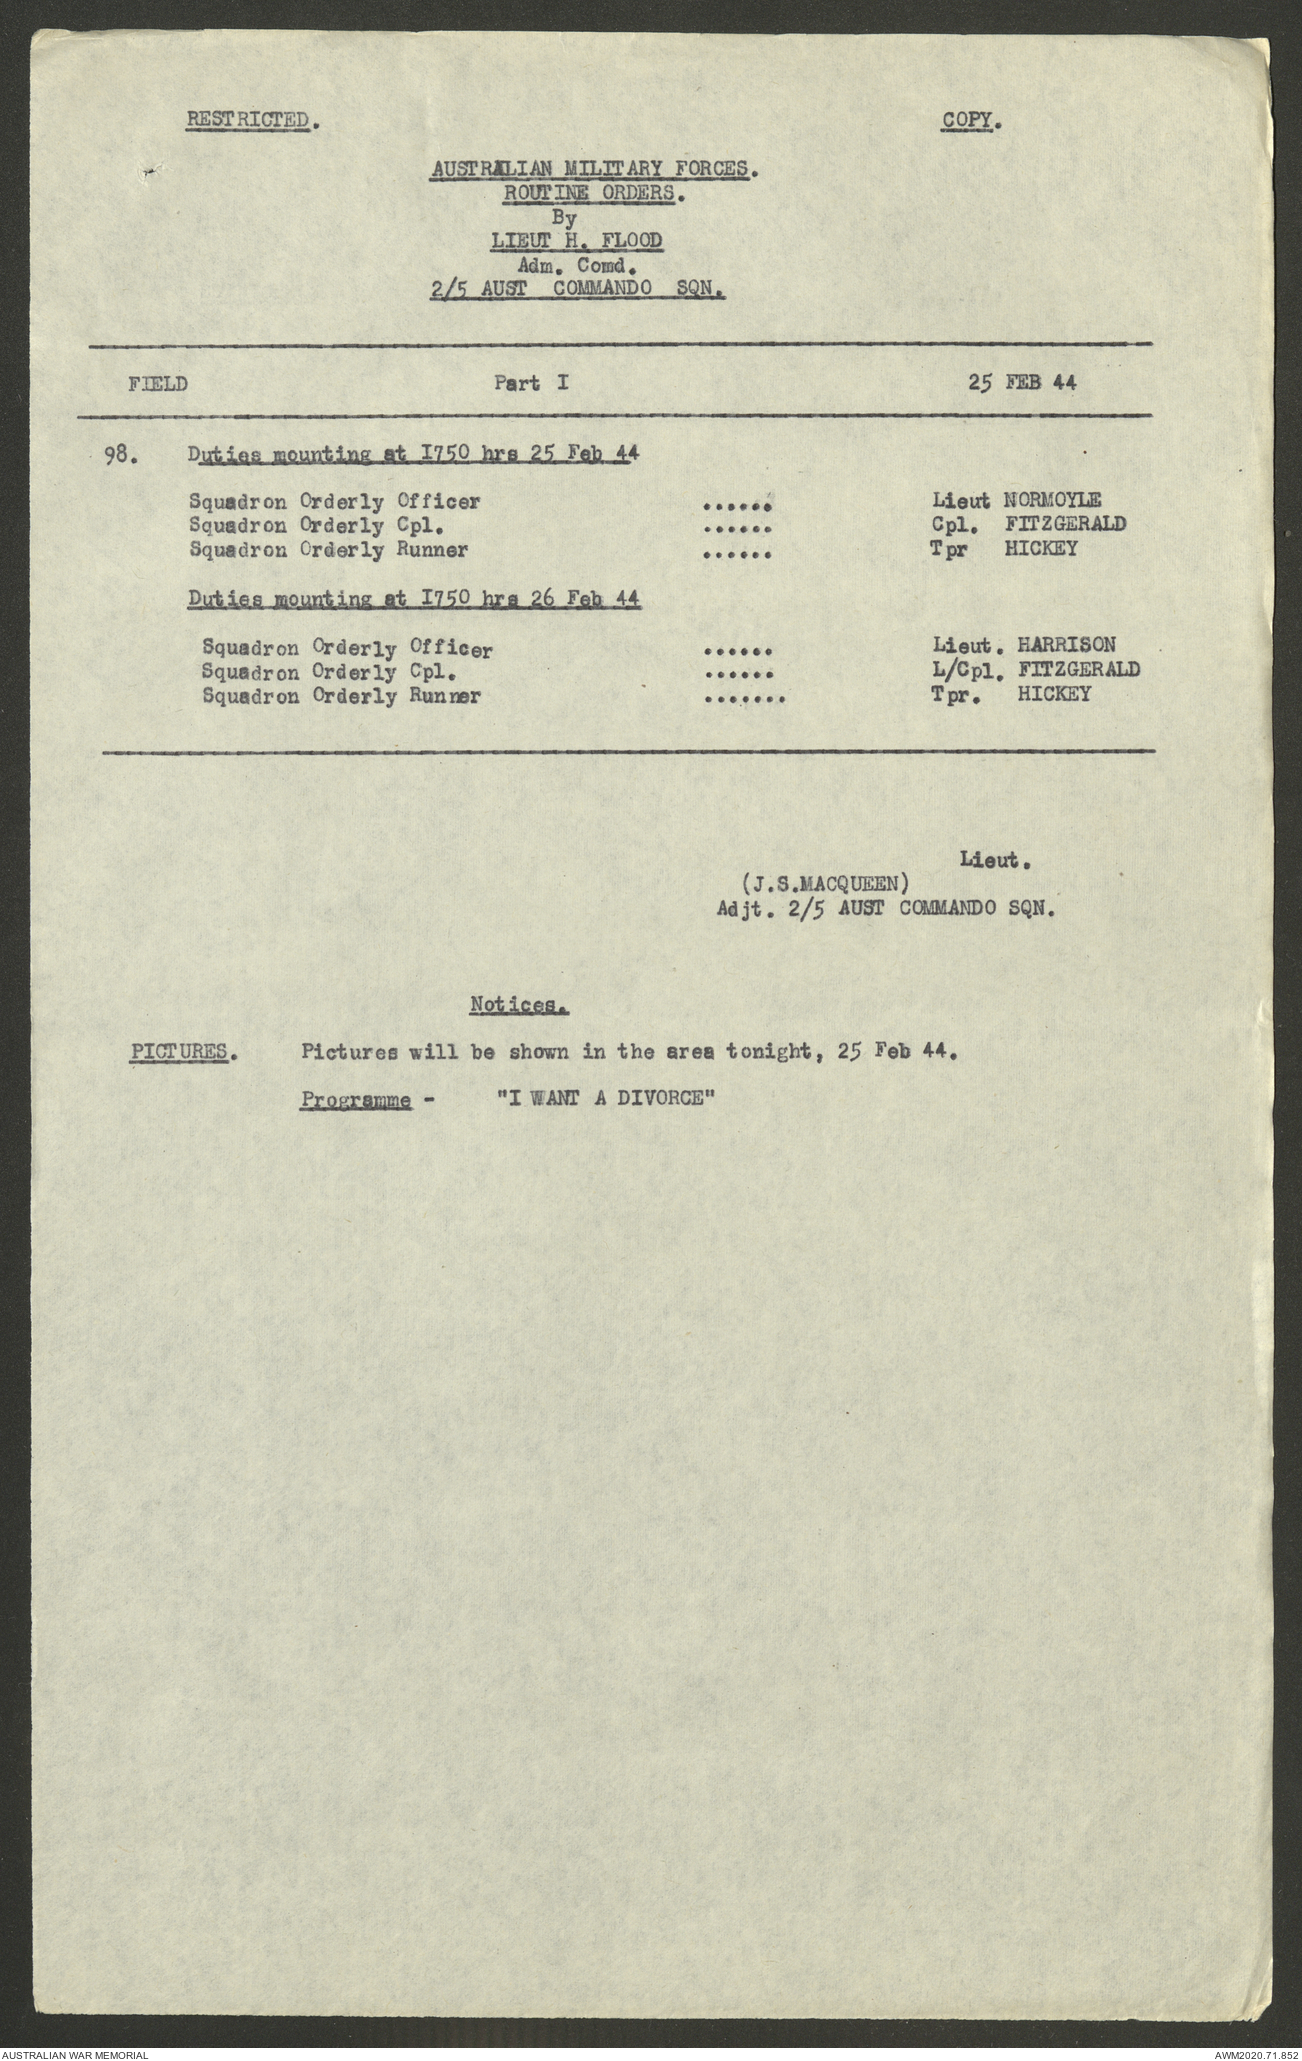 RESTRICTED. COPY.
AUSTRALIAN MILITARY FORCES.
ROUTINE ORDERS.
By
LIEUT H. FLOOD
Adm. Comd.
2/5 AUST COMMANDO SQN.
FIELD Part I 25 FEB 44
98. Duties mounting at I750 hrs 25 Feb 44
Squadron Orderly Officer ...... Lieut NORMOYLE
Squadron Orderly Cpl. ...... Cpl. FITZGERALD
Squadron Orderly Runner ...... Tpr HICKEY
Duties mounting at I750 hrs 26 Feb 44
Squadron Orderly Officer ...... Lieut. HARRISON
Squadron Orderly Cpl. ...... L/Cpl. FITZGERALD
Squadron Orderly Runner ....... Tpr. HICKEY
Lieut.
(J.S.MACQUEEN)
Adjt. 2/5 AUST COMMANDO SQN.
Notices.
PICTURES. Pictures will be shown in the area tonight, 25 Feb 44.
Programme - "I WANT A DIVORCE"
AUSTRALIAN WAR MEMORIAL AWM2020.71.852